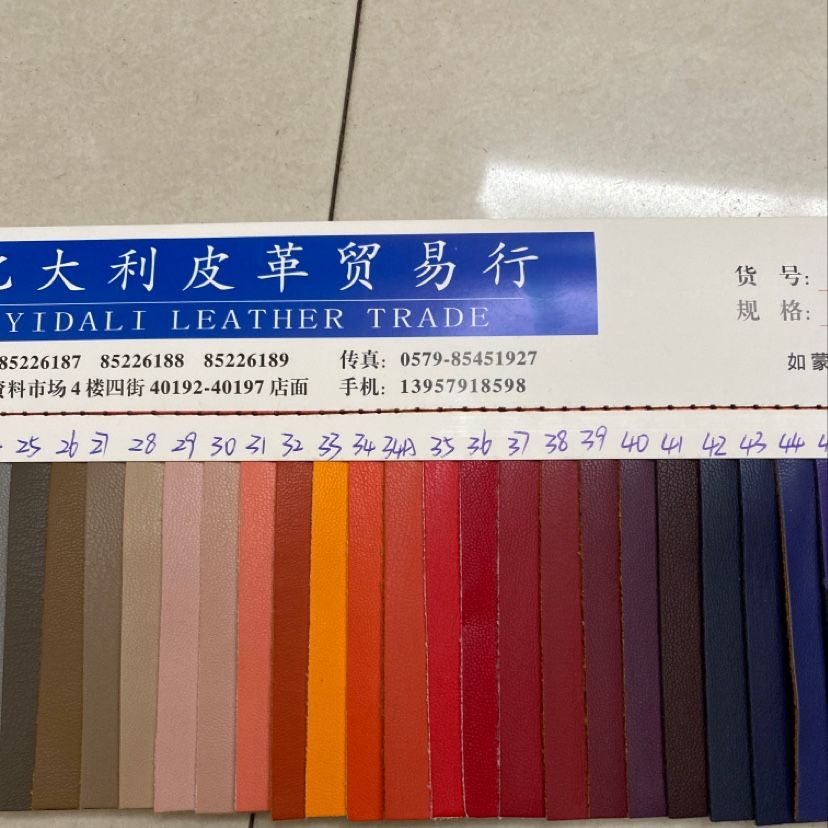 大利皮革贸易行
YIDALI LEATHER TRADE
货号:
规格:
85226187 85226188 85226189 传真: 0579-85451927
如蒙
资料市场4楼四街40192-40197店面 手机: 13957918598
25 26 27 28 29 30 31 32 33 34 34A 35 36 37 38 39 40 41 42 43 44